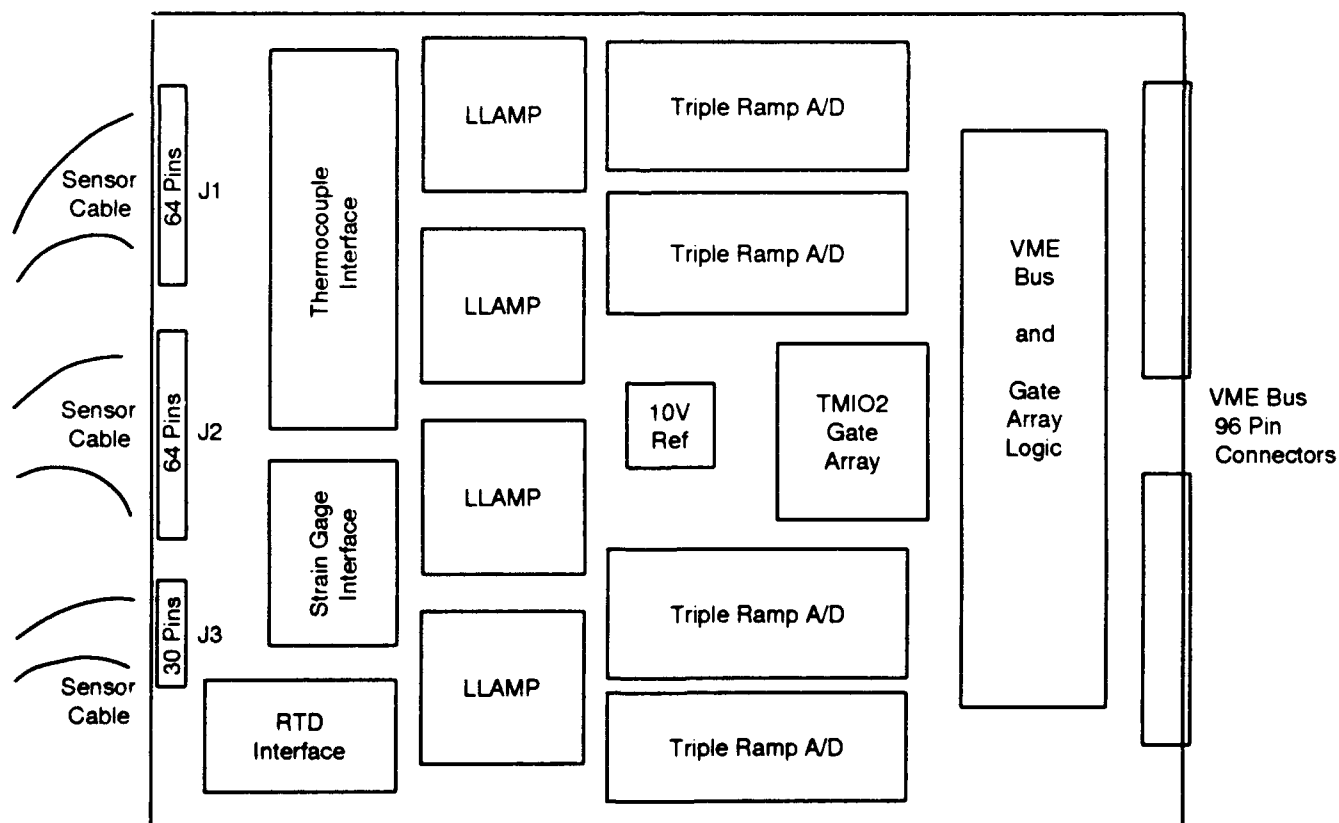 Sensor
Cable
64 Pins
J1
Sensor
Cable
64 Pins
J2
30 Pins
J3
Sensor
Cable
Thermocouple
Interface
Strain Gage
Interface
RTD
Interface
LLAMP
LLAMP
LLAMP
LLAMP
Triple Ramp A/D
Triple Ramp A/D
10V
Ref
TMIO2
Gate
Array
Triple Ramp A/D
Triple Ramp A/D
VME
Bus
and
Gate
Array
Logic
VME Bus
96 Pin
Connectors